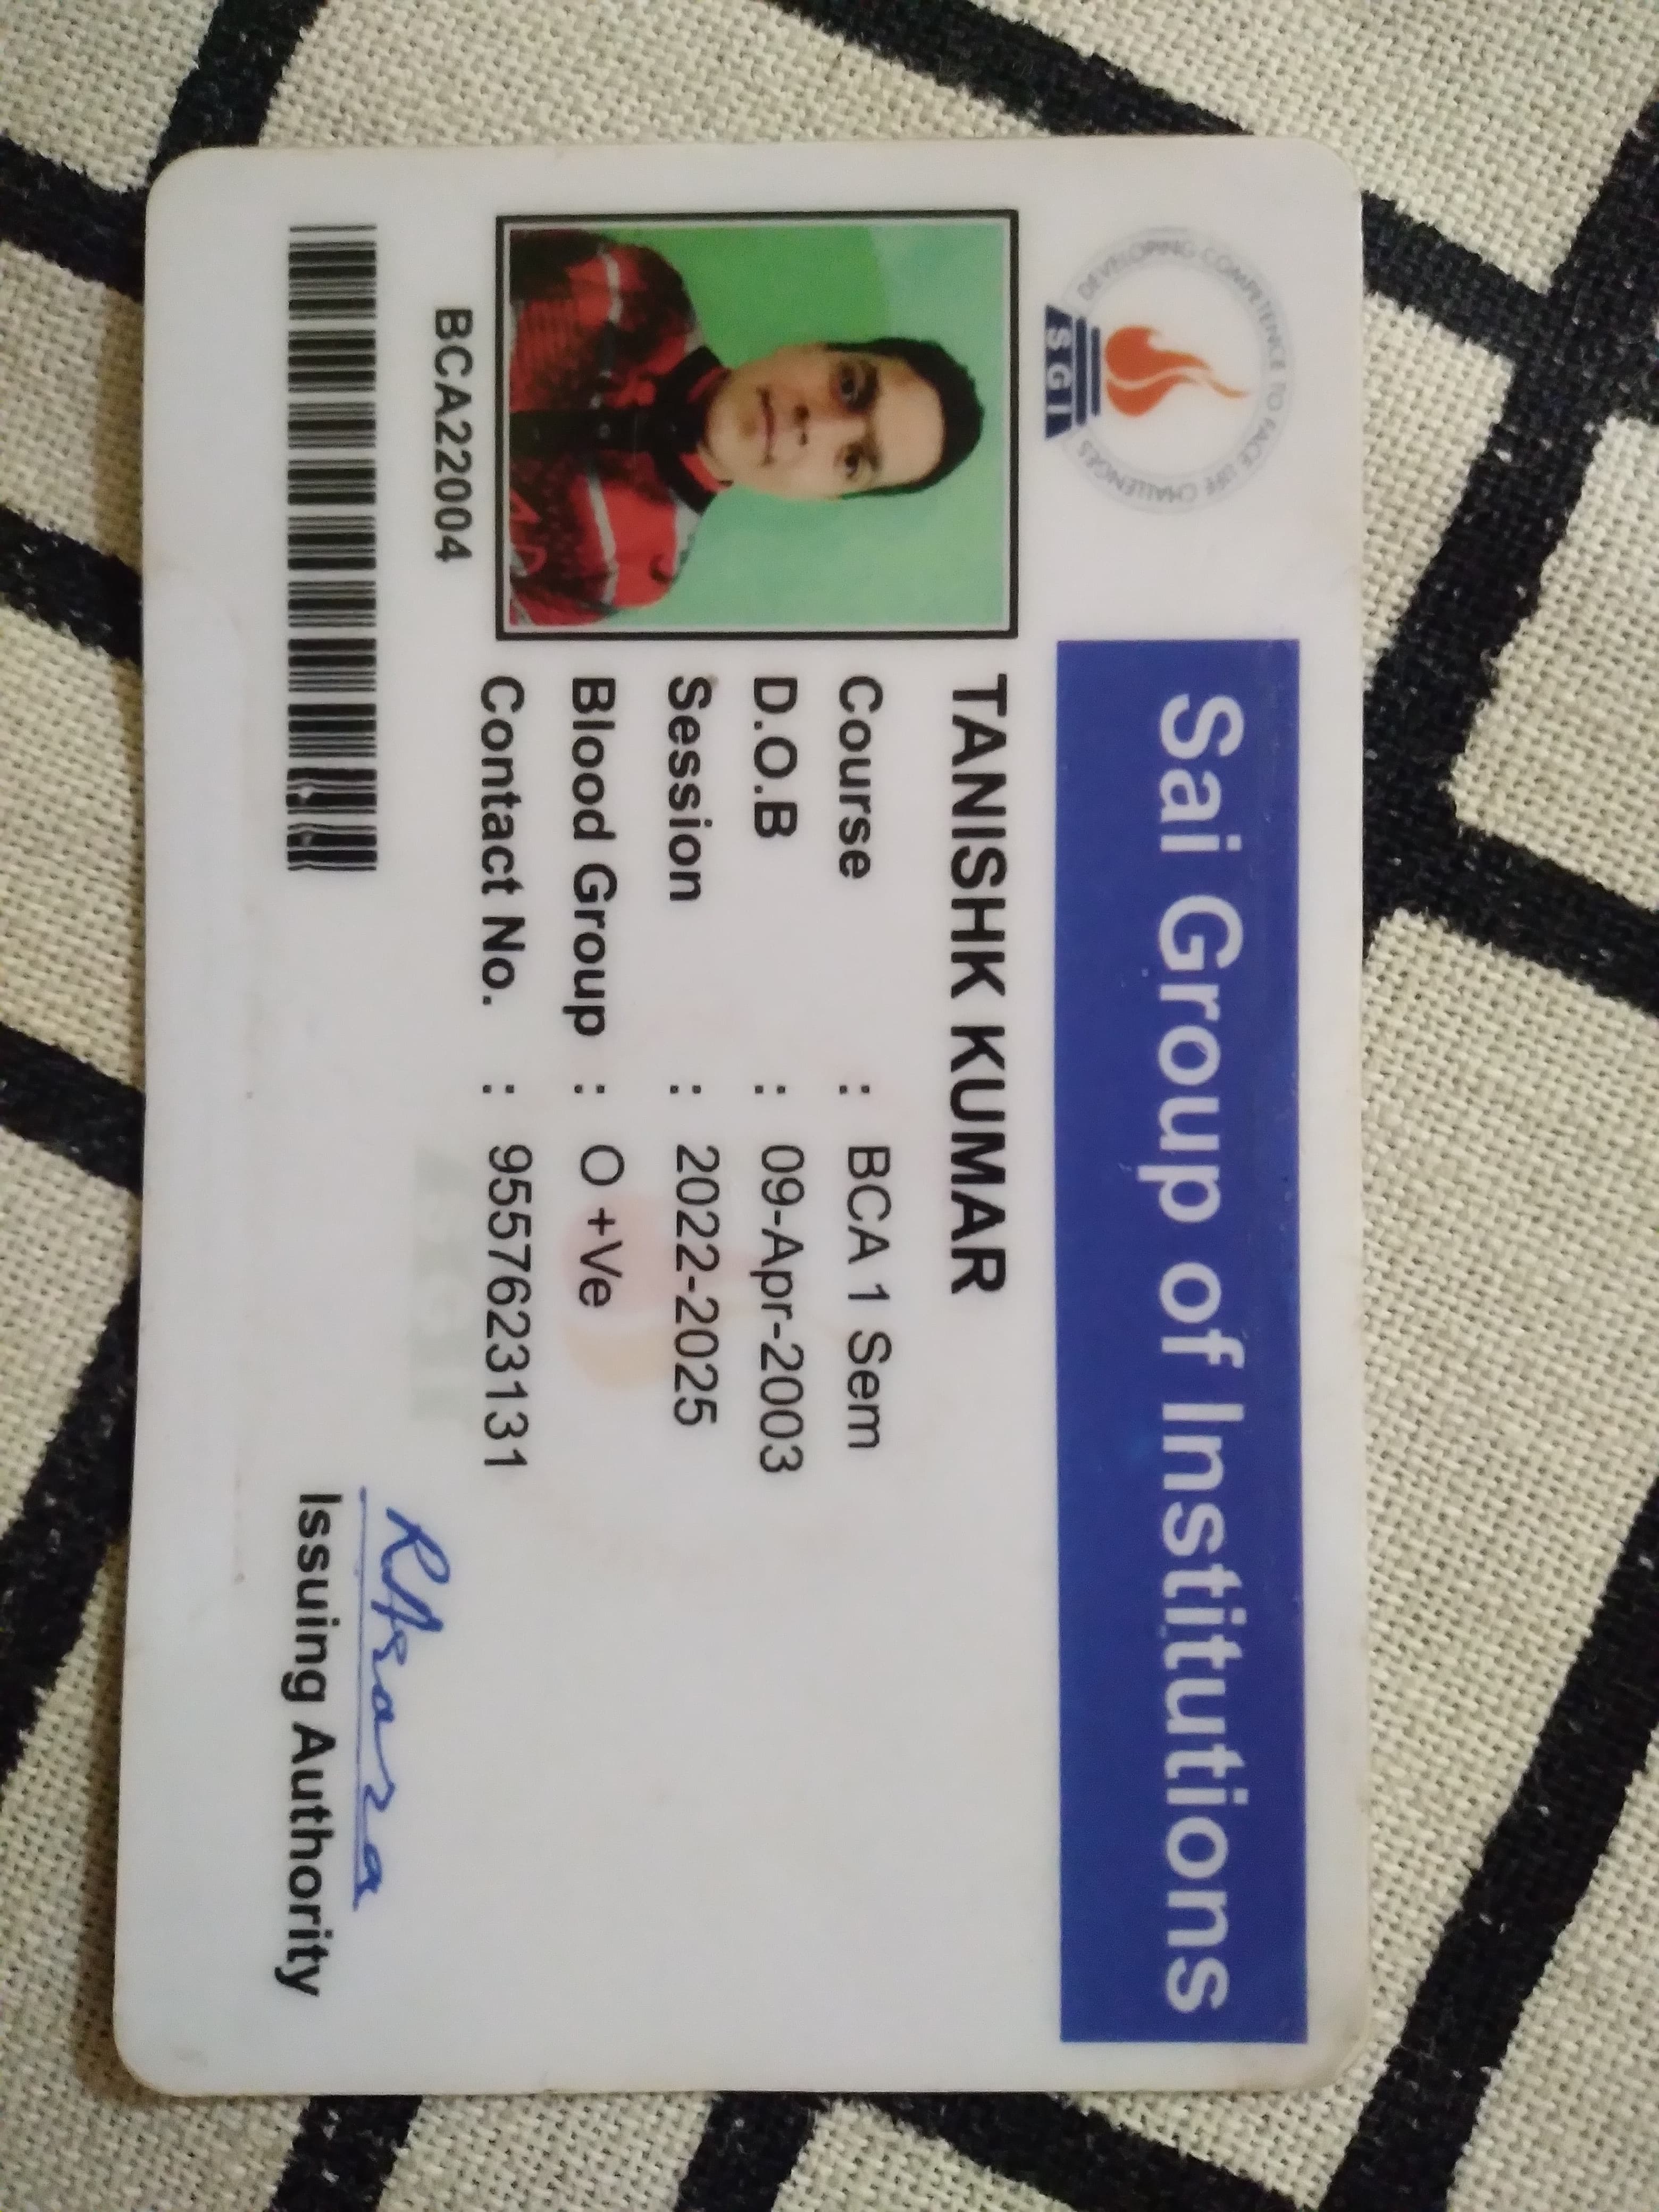 DEVELOPING COMPETENCE TO FACE LIFE CHALLENGES
SGI
Sai Group of Institutions
TANISHK KUMAR
Course : BCA 1 Sem
D.O.B : 09-Apr-2003
Session : 2022-2025
Blood Group : O +Ve
Contact No. : 9557623131
BCA22004
Issuing Authority